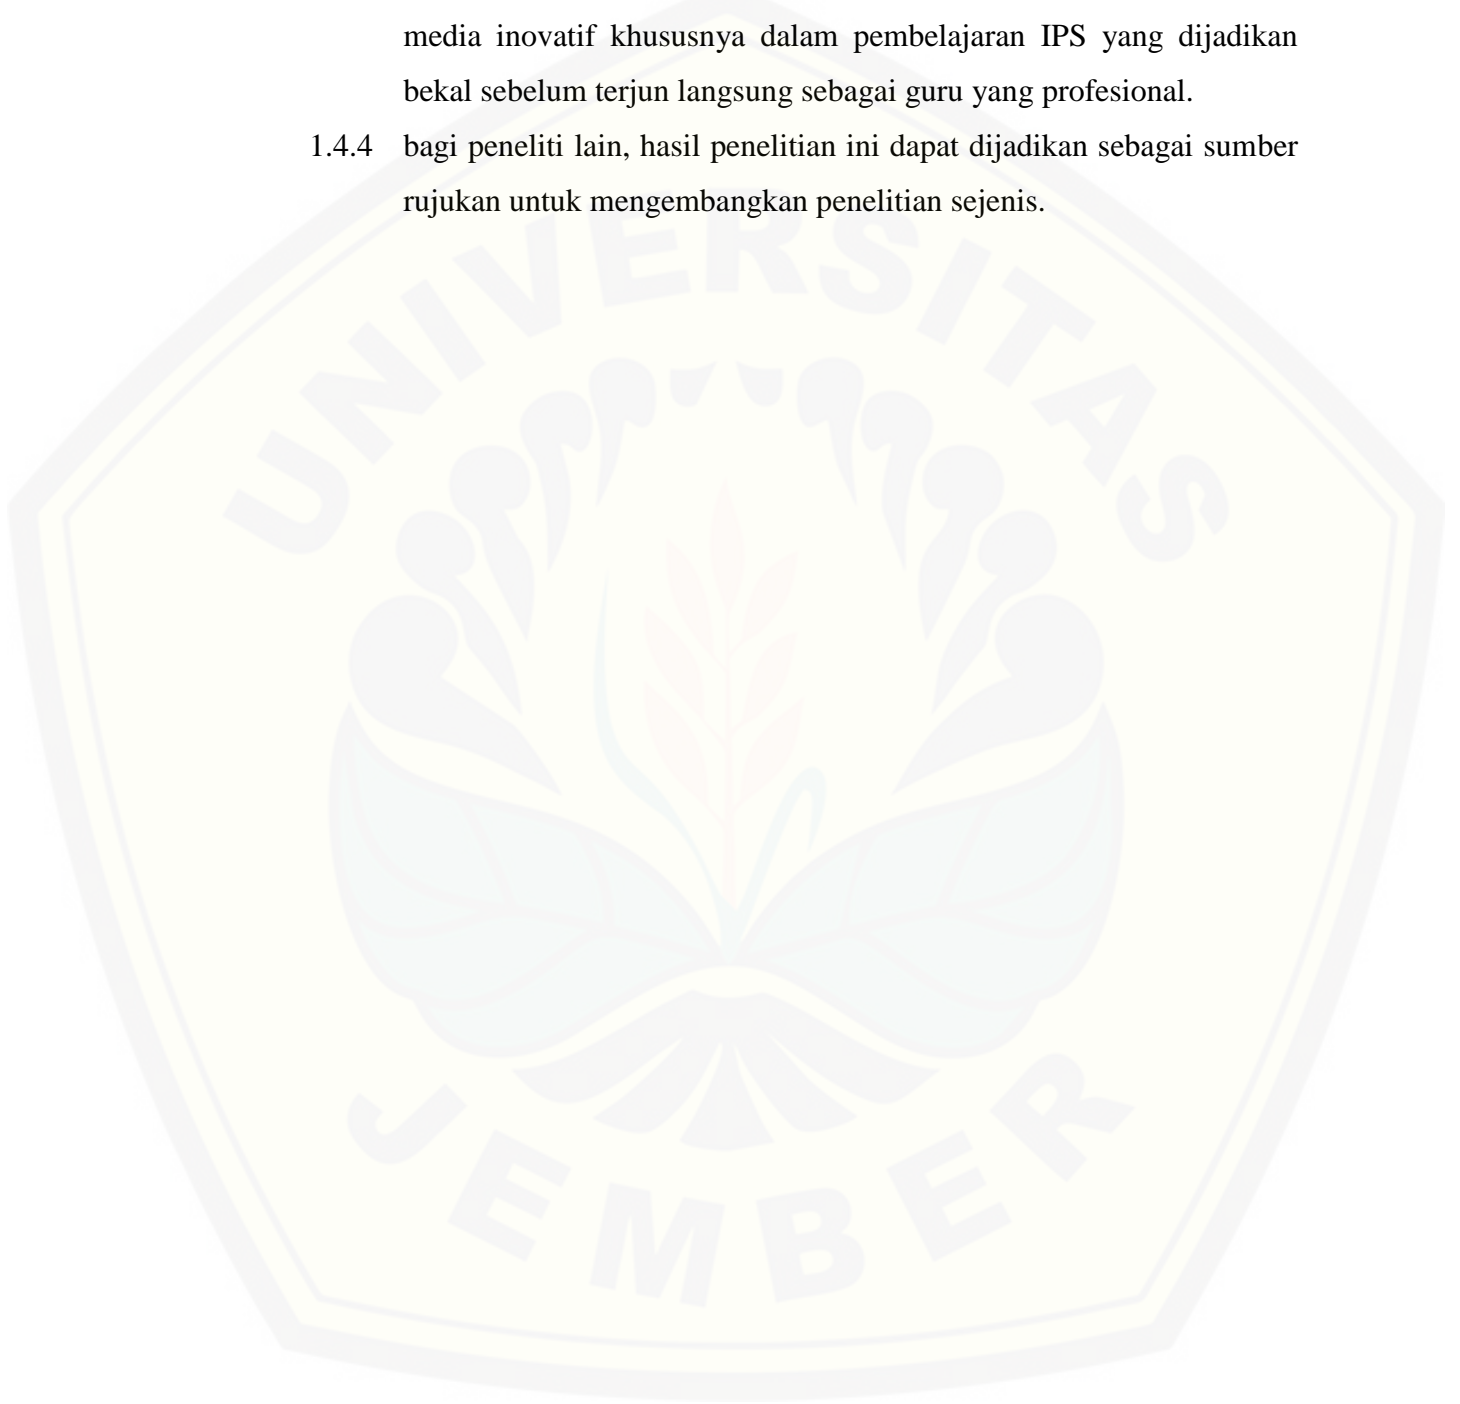 media inovatif khususnya dalam pembelajaran IPS yang dijadikan
bekal sebelum terjun langsung sebagai guru yang profesional.
1.4.4 bagi peneliti lain, hasil penelitian ini dapat dijadikan sebagai sumber
rujukan untuk mengembangkan penelitian sejenis.
UNIVERSITAS
JEMBER